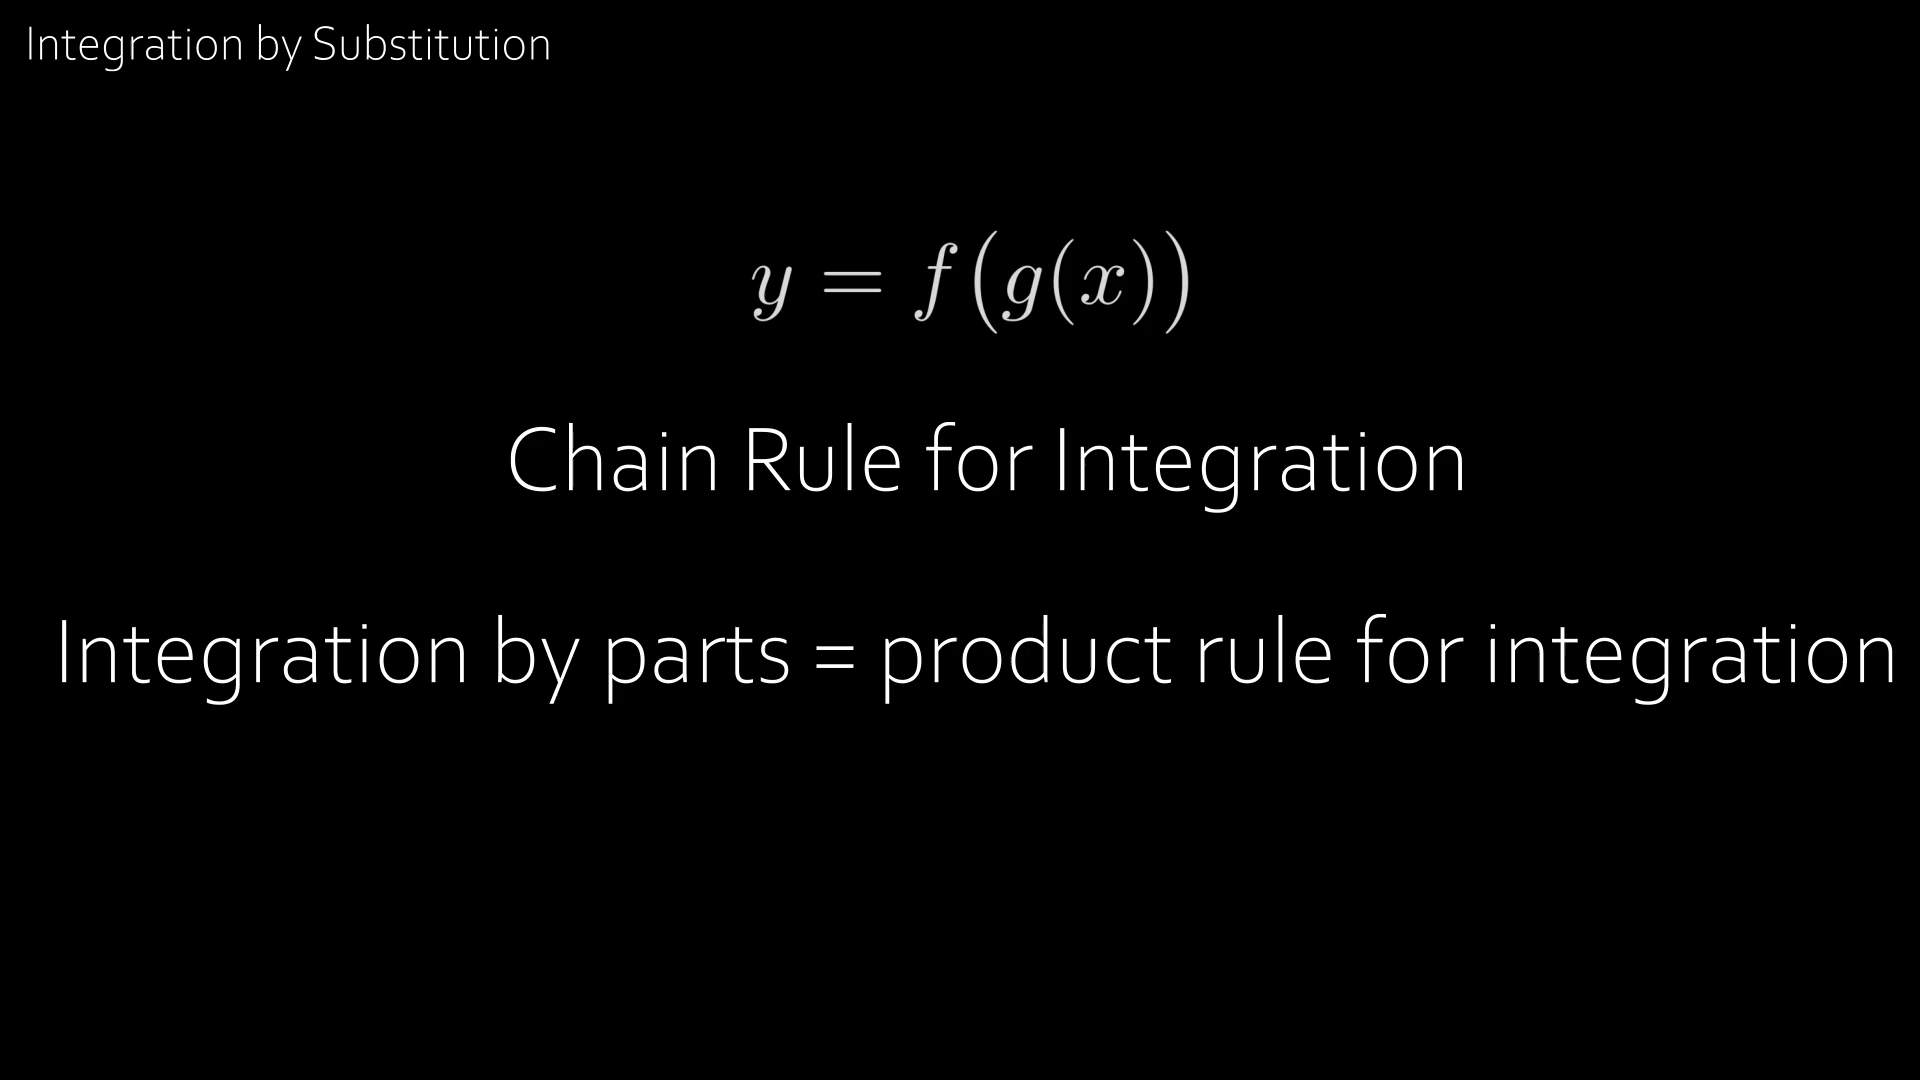 Integration by Substitution
y = f(g(x))
Chain Rule for Integration
Integration by parts = product rule for integration